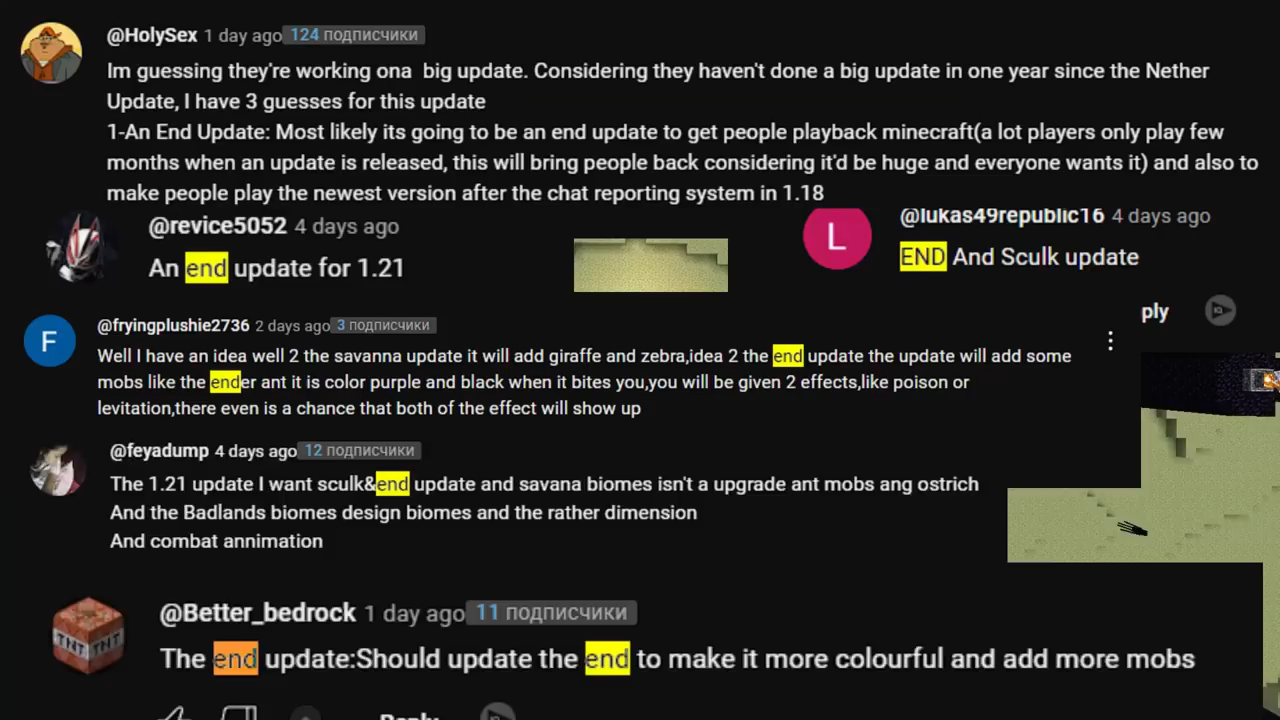 @HolySex 1 day ago 124 подписчики
Im guessing they're working ona  big update. Considering they haven't done a big update in one year since the Nether
Update, I have 3 guesses for this update
1-An End Update: Most likely its going to be an end update to get people playback minecraft(a lot players only play few
months when an update is released, this will bring people back considering it'd be huge and everyone wants it) and also to
make people play the newest version after the chat reporting system in 1.18
@revice5052 4 days ago
An end update for 1.21
L
@lukas49republic16 4 days ago
END And Sculk update
ply
F
@fryingplushie2736 2 days ago 3 подписчики
Well I have an idea well 2 the savanna update it will add giraffe and zebra,idea 2 the end update the update will add some
mobs like the ender ant it is color purple and black when it bites you,you will be given 2 effects,like poison or
levitation,there even is a chance that both of the effect will show up
@feyadump 4 days ago 12 подписчики
The 1.21 update I want sculk&end update and savana biomes isn't a upgrade ant mobs ang ostrich
And the Badlands biomes design biomes and the rather dimension
And combat annimation
TNT TNT
@Better_bedrock 1 day ago 11 подписчики
The end update:Should update the end to make it more colourful and add more mobs
Reply